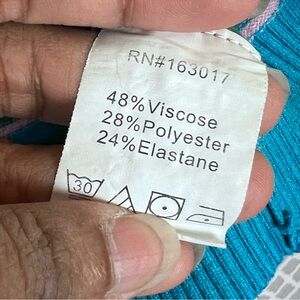 RN#163017
48%Viscose
28%Polyester
24%Elastane
30